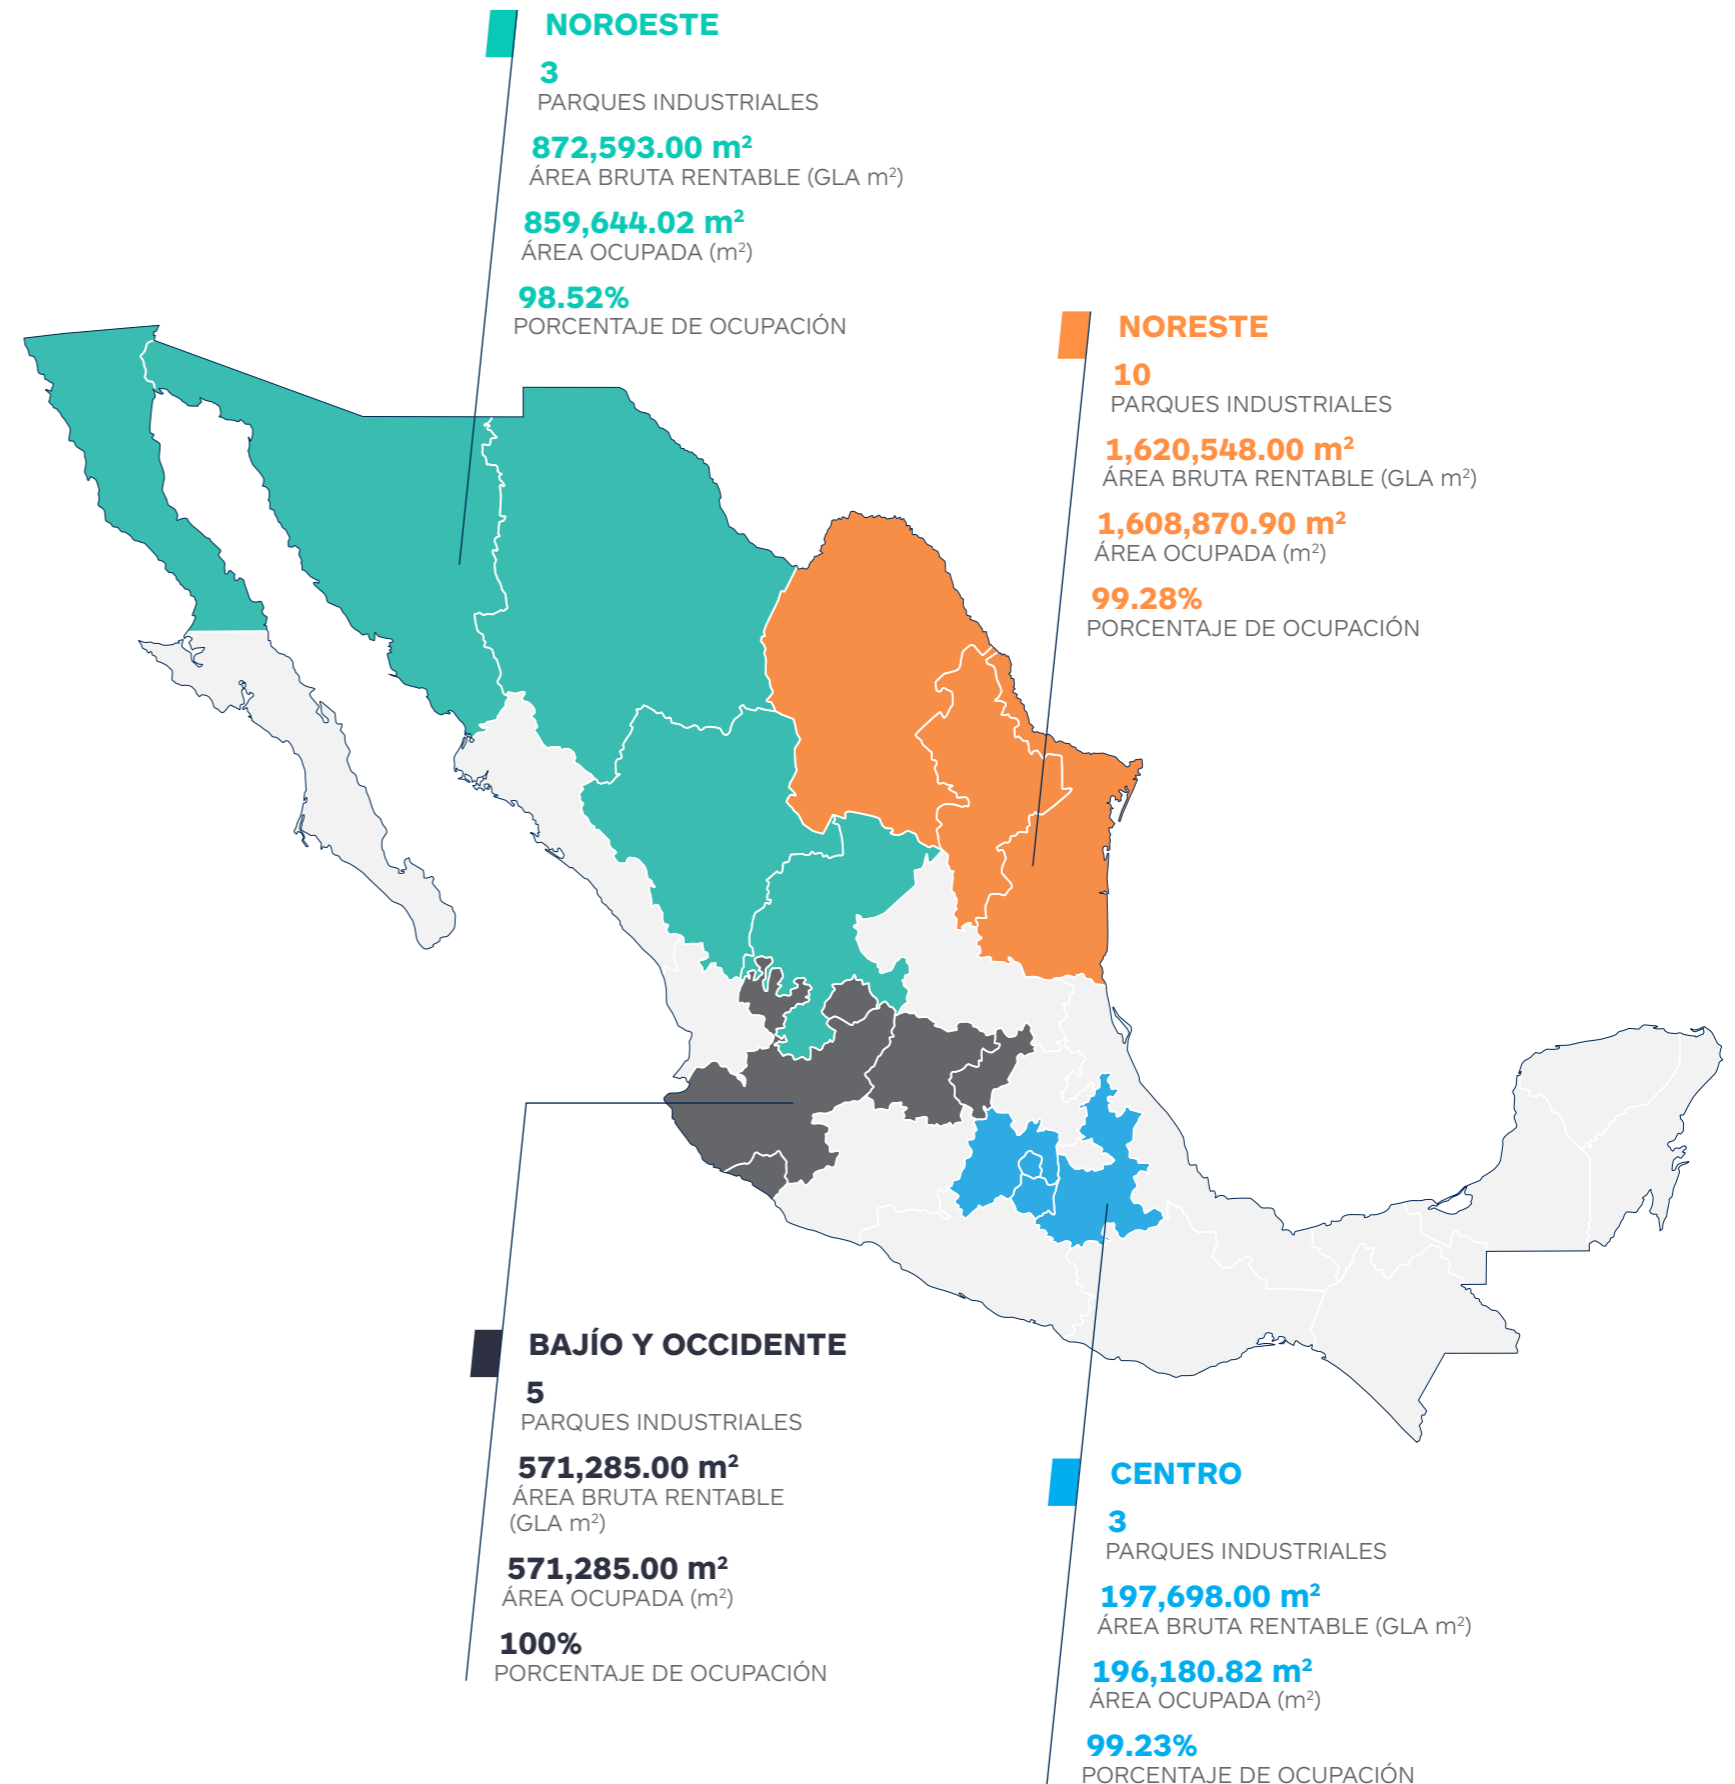 NOROESTE
3
PARQUES INDUSTRIALES
872,593.00 m²
ÁREA BRUTA RENTABLE (GLA m²)
859,644.02 m²
ÁREA OCUPADA (m²)
98.52%
PORCENTAJE DE OCUPACIÓN
NORESTE
10
PARQUES INDUSTRIALES
1,620,548.00 m²
ÁREA BRUTA RENTABLE (GLA m²)
1,608,870.90 m²
ÁREA OCUPADA (m²)
99.28%
PORCENTAJE DE OCUPACIÓN
BAJÍO Y OCCIDENTE
5
PARQUES INDUSTRIALES
571,285.00 m²
ÁREA BRUTA RENTABLE
(GLA m²)
571,285.00 m²
ÁREA OCUPADA (m²)
100%
PORCENTAJE DE OCUPACIÓN
CENTRO
3
PARQUES INDUSTRIALES
197,698.00 m²
ÁREA BRUTA RENTABLE (GLA m²)
196,180.82 m²
ÁREA OCUPADA (m²)
99.23%
PORCENTAJE DE OCUPACIÓN